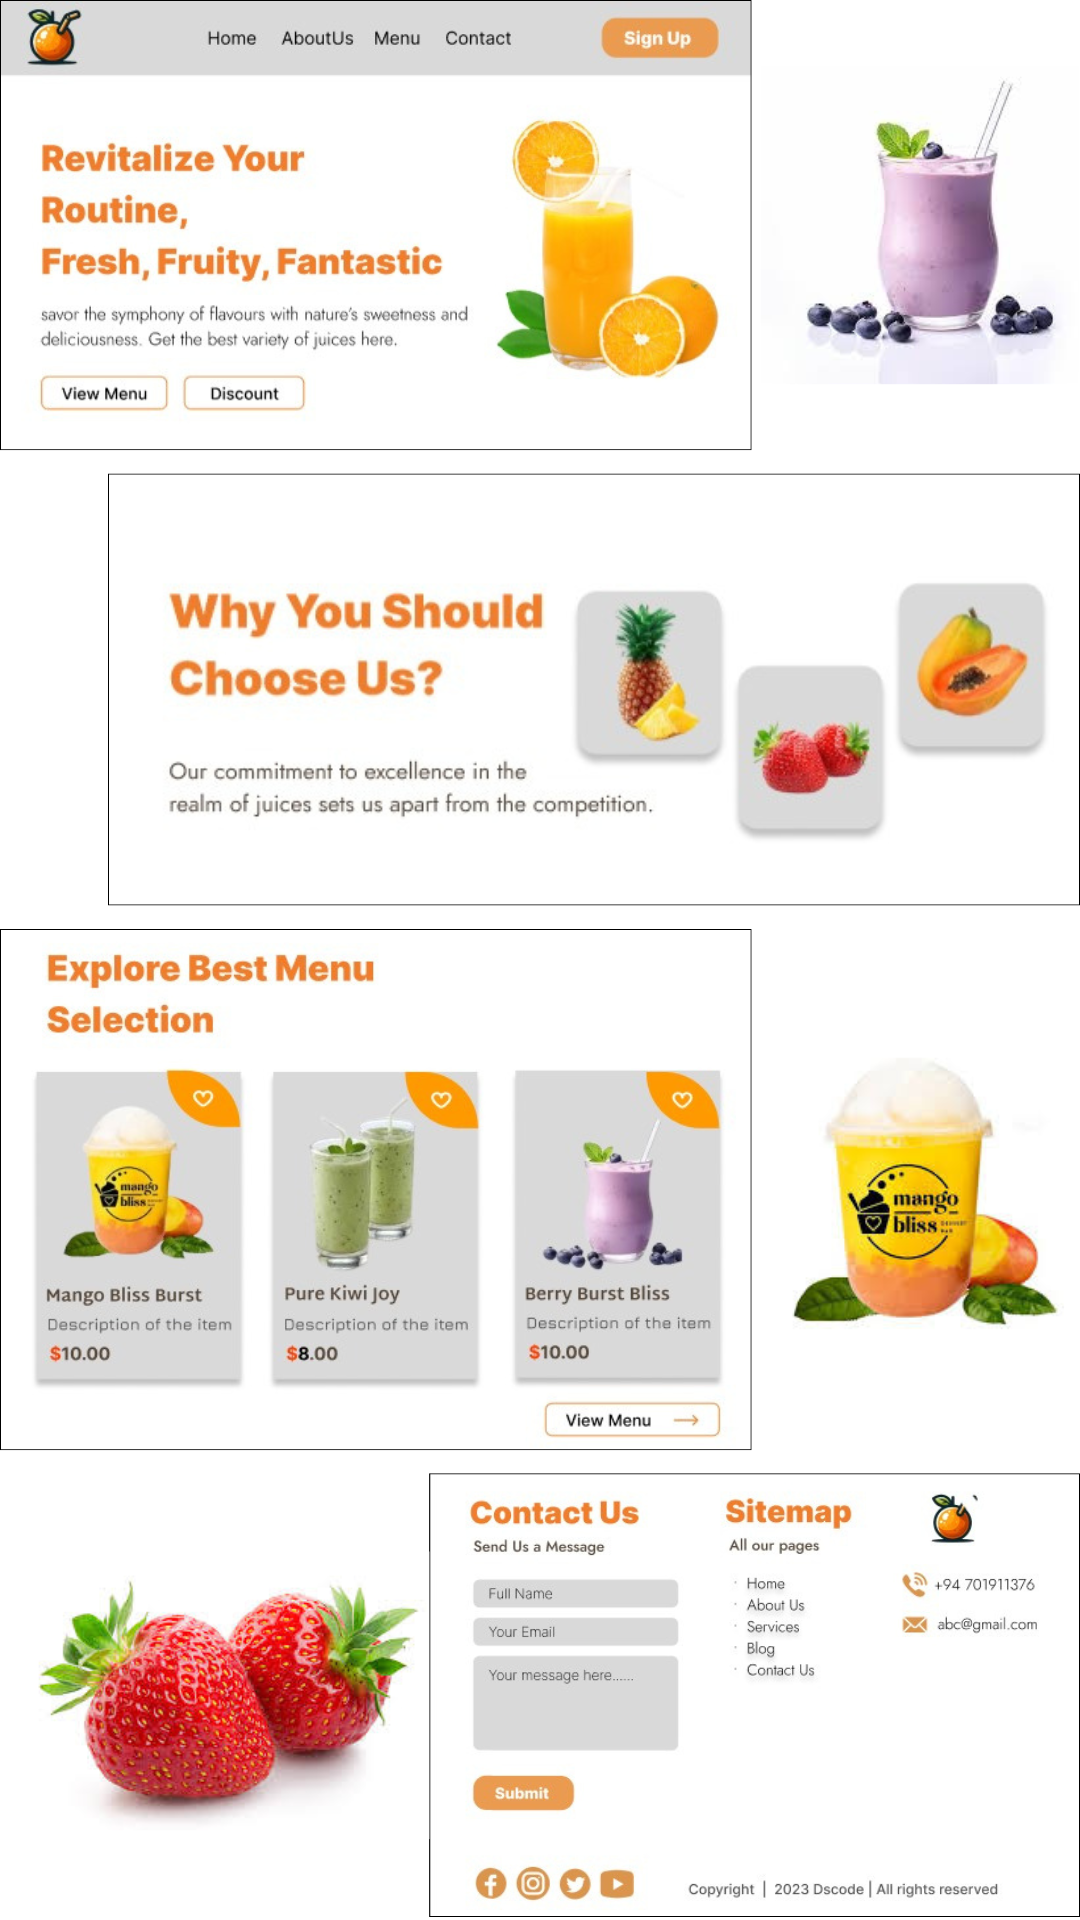 Home AboutUs Menu Contact Sign Up
Revitalize Your
Routine,
Fresh, Fruity, Fantastic
savor the symphony of flavours with nature's sweetness and
deliciousness. Get the best variety of juices here.
View Menu Discount
Why You Should
Choose Us?
Our commitment to excellence in the
realm of juices sets us apart from the competition.
Explore Best Menu
Selection
mango
bliss
Mango Bliss Burst
Description of the item
$10.00
Pure Kiwi Joy
Description of the item
$8.00
Berry Burst Bliss
Description of the item
$10.00
View Menu
mango
bliss
Contact Us
Send Us a Message
Full Name
Your Email
Your message here......
Submit
Sitemap
All our pages
Home
About Us
Services
Blog
Contact Us
+94 701911376
abc@gmail.com
Copyright | 2023 Dscode | All rights reserved